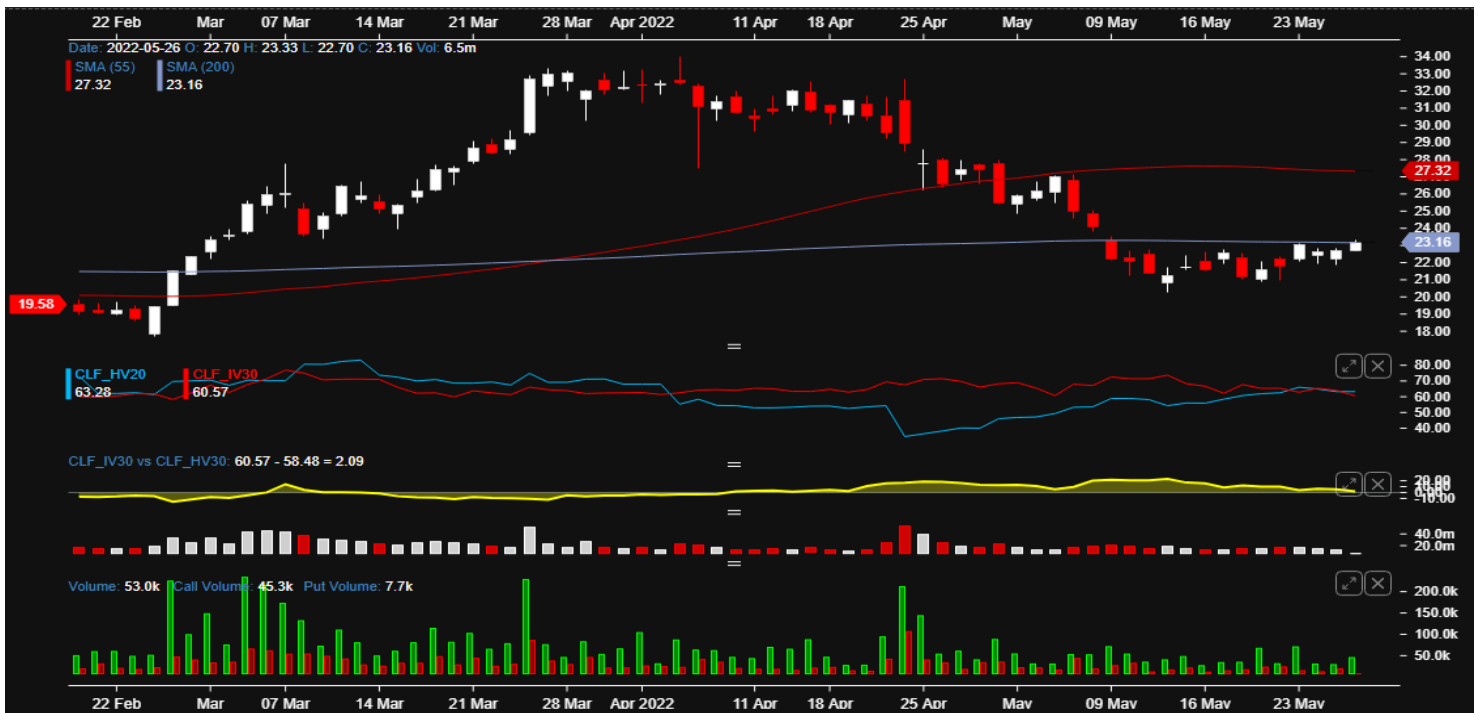 22 Feb Mar 07 Mar 14 Mar 21 Mar 28 Mar Apr 2022 11 Apr 18 Apr 25 Apr May 09 May 16 May 23 May
Date: 2022-05-26 O: 22.70 H: 23.33 L: 22.70 C: 23.16 Vol: 6.5m
SMA (55) SMA (200)
27.32 23.16
34.00
33.00
32.00
31.00
30.00
29.00
28.00
27.32
26.00
25.00
23.16
22.00
21.00
20.00
19.58
19.00
18.00
CLF_HV20 CLF_IV30
63.28 60.57
80.00
70.00
60.00
50.00
40.00
CLF_IV30 vs CLF_HV30: 60.57 - 58.48 = 2.09
20.00
-10.00
40.0m
20.0m
Volume: 53.0k Call Volume: 45.3k Put Volume: 7.7k
200.0k
150.0k
100.0k
50.0k
22 Feb Mar 07 Mar 14 Mar 21 Mar 28 Mar Apr 2022 11 Apr 18 Apr 25 Apr May 09 May 16 May 23 May